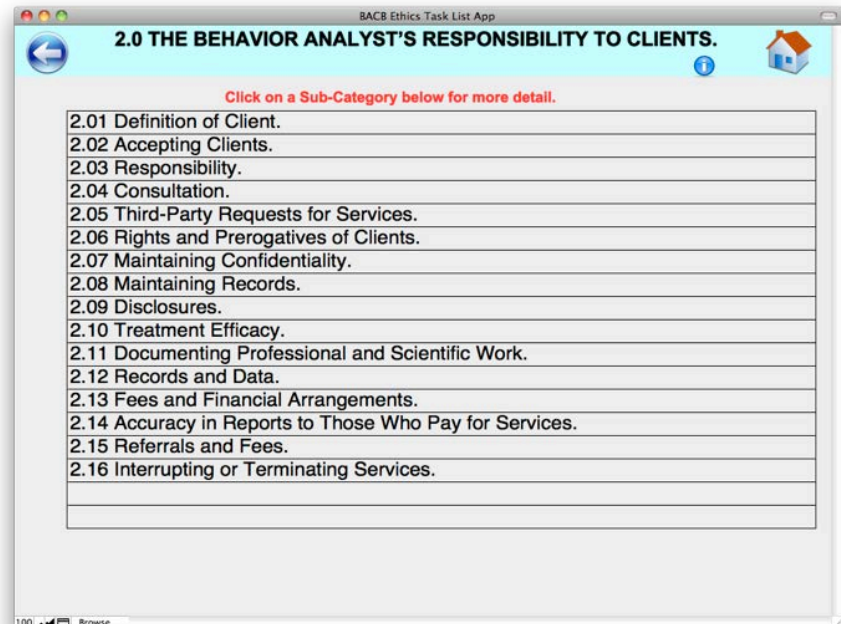 BACB Ethics Task List App
2.0 THE BEHAVIOR ANALYST'S RESPONSIBILITY TO CLIENTS.
Click on a Sub-Category below for more detail.
2.01 Definition of Client.
2.02 Accepting Clients.
2.03 Responsibility.
2.04 Consultation.
2.05 Third-Party Requests for Services.
2.06 Rights and Prerogatives of Clients.
2.07 Maintaining Confidentiality.
2.08 Maintaining Records.
2.09 Disclosures.
2.10 Treatment Efficacy.
2.11 Documenting Professional and Scientific Work.
2.12 Records and Data.
2.13 Fees and Financial Arrangements.
2.14 Accuracy in Reports to Those Who Pay for Services.
2.15 Referrals and Fees.
2.16 Interrupting or Terminating Services.
100 Browse